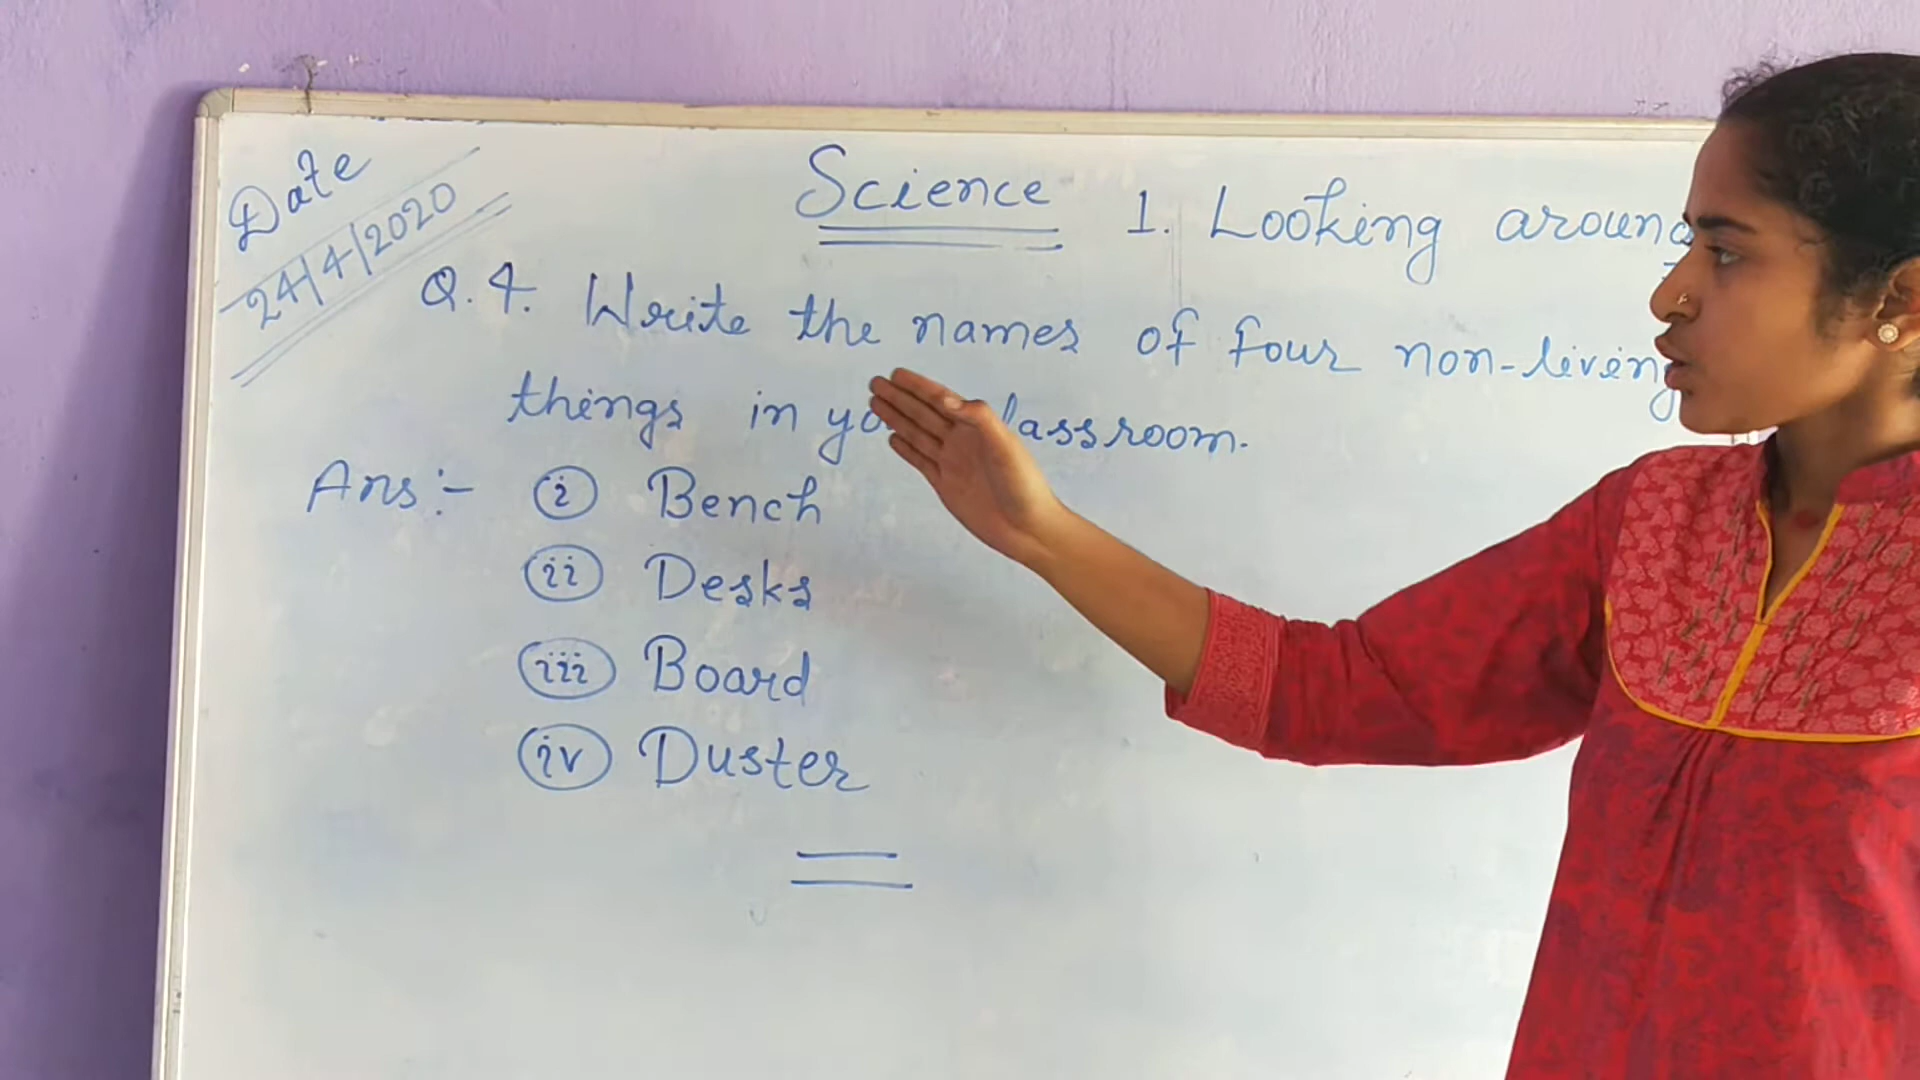 Date
24/4/2020
Science
1. Looking around
Q.4. Write the names of four non-living
things in classroom.
Ans:- (i) Bench
(ii) Desks
(iii) Board
(iv) Duster